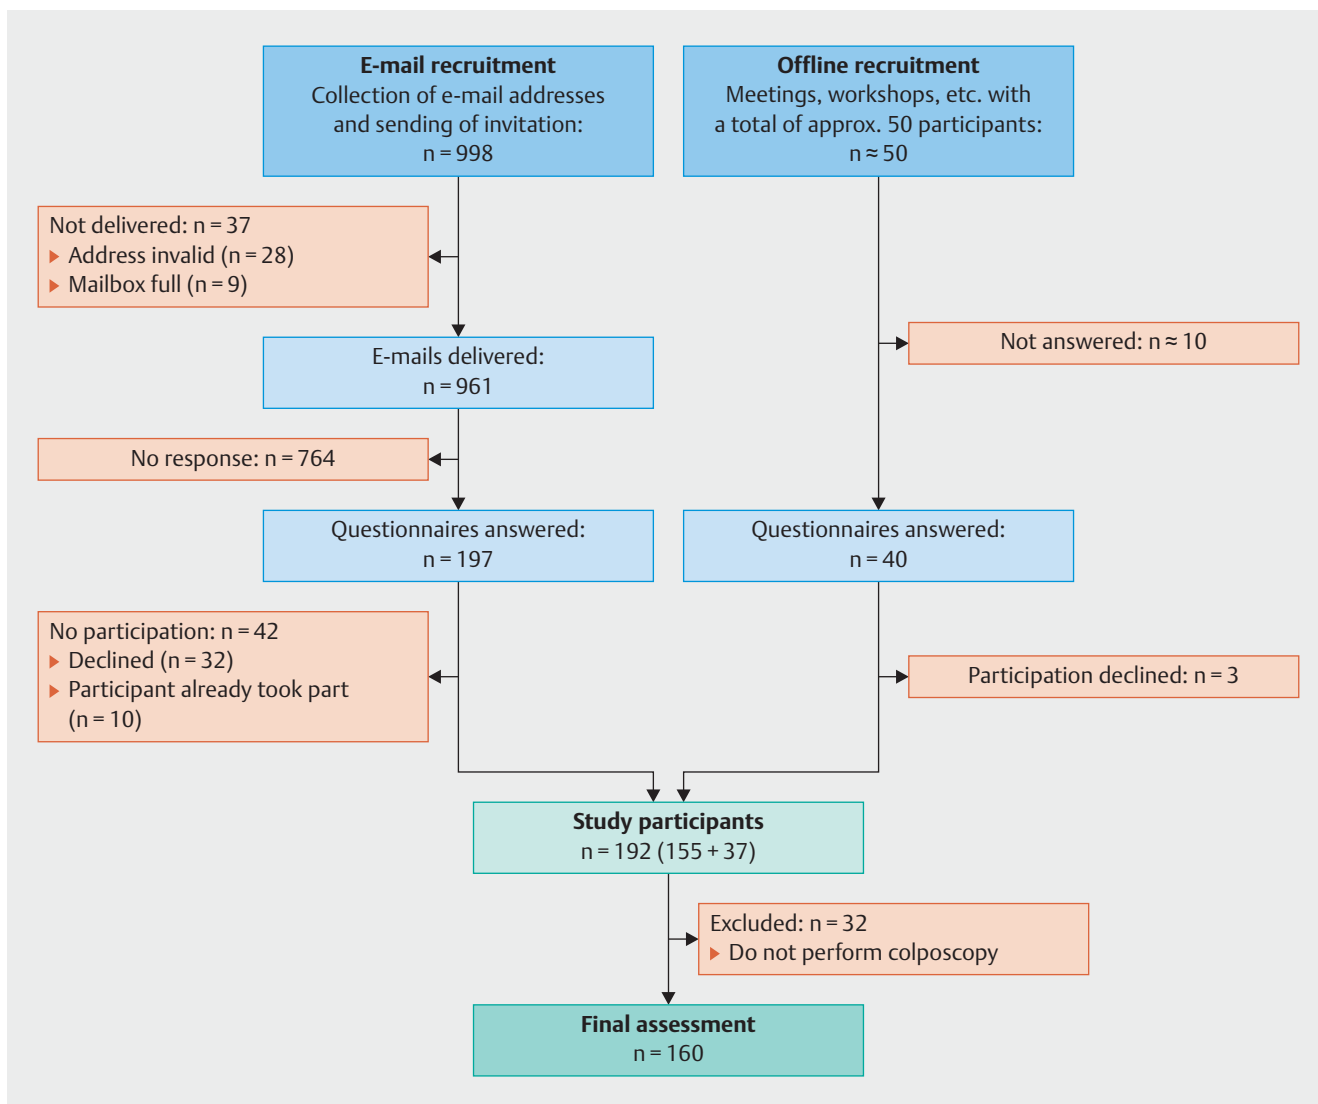 E-mail recruitment
Collection of e-mail addresses
and sending of invitation:
n = 998
Offline recruitment
Meetings, workshops, etc. with
a total of approx. 50 participants:
n ≈ 50
Not delivered: n = 37
▶ Address invalid (n = 28)
▶ Mailbox full (n = 9)
E-mails delivered:
n = 961
Not answered: n ≈ 10
No response: n = 764
Questionnaires answered:
n = 197
Questionnaires answered:
n = 40
No participation: n = 42
▶ Declined (n = 32)
▶ Participant already took part
(n = 10)
Participation declined: n = 3
Study participants
n = 192 (155 + 37)
Excluded: n = 32
▶ Do not perform colposcopy
Final assessment
n = 160